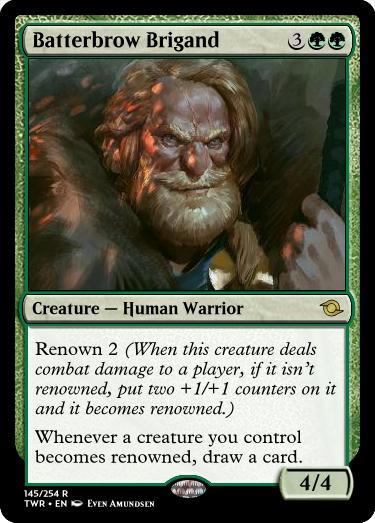 Batterbrow Brigand 3
Creature — Human Warrior
Renown 2 (When this creature deals
combat damage to a player, if it isn't
renowned, put two +1/+1 counters on it
and it becomes renowned.)
Whenever a creature you control
becomes renowned, draw a card.
4/4
145/254 R
TWR • EN Even Amundsen